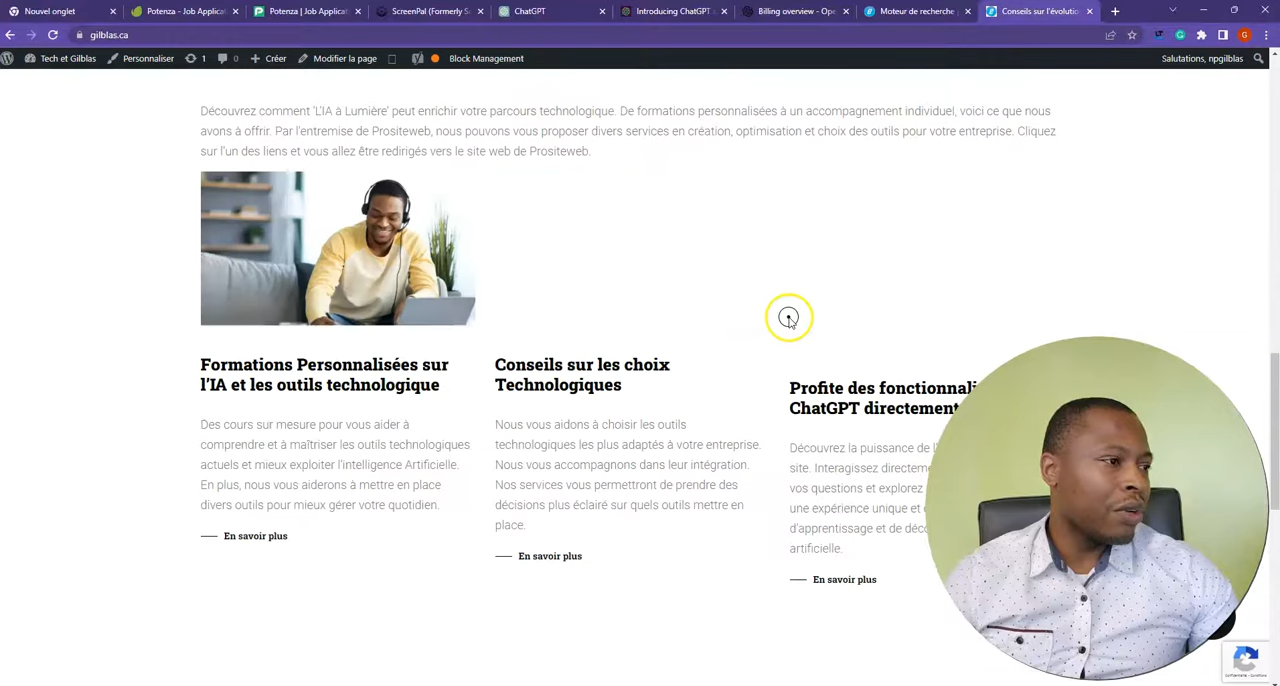 Nouvel onglet
Potenza – Job Applic
Potenza | Job Applicat
ScreenPal (Formerly S
ChatGPT
Introducing ChatGPT
Billing overview - Ope
Moteur de recherche
Conseils sur l'évolutio
gilblas.ca
Tech et Gilblas
Personnaliser
1
0
Créer
Modifier la page
Block Management
Salutations, npgilblas
Découvrez comment 'L'IA à Lumière' peut enrichir votre parcours technologique. De formations personnalisées à un accompagnement individuel, voici ce que nous
avons à offrir. Par l'entremise de Prositeweb, nous pouvons vous proposer divers services en création, optimisation et choix des outils pour votre entreprise. Cliquez
sur l'un des liens et vous allez être redirigés vers le site web de Prositeweb.
Formations Personnalisées sur
l'IA et les outils technologique
Des cours sur mesure pour vous aider à
comprendre et à maîtriser les outils technologiques
actuels et mieux exploiter l'intelligence Artificielle.
En plus, nous vous aiderons à mettre en place
divers outils pour mieux gérer votre quotidien.
En savoir plus
Conseils sur les choix
Technologiques
Nous vous aidons à choisir les outils
technologiques les plus adaptés à votre entreprise.
Nous vous accompagnons dans leur intégration.
Nos services vous permettront de prendre des
décisions plus éclairé sur quels outils mettre en
place.
En savoir plus
Profite des fonctionnali
ChatGPT directement
Découvrez la puissance de l'
site. Interagissez directeme
vos questions et explorez
une expérience unique et
d'apprentissage et de déco
artificielle.
En savoir plus